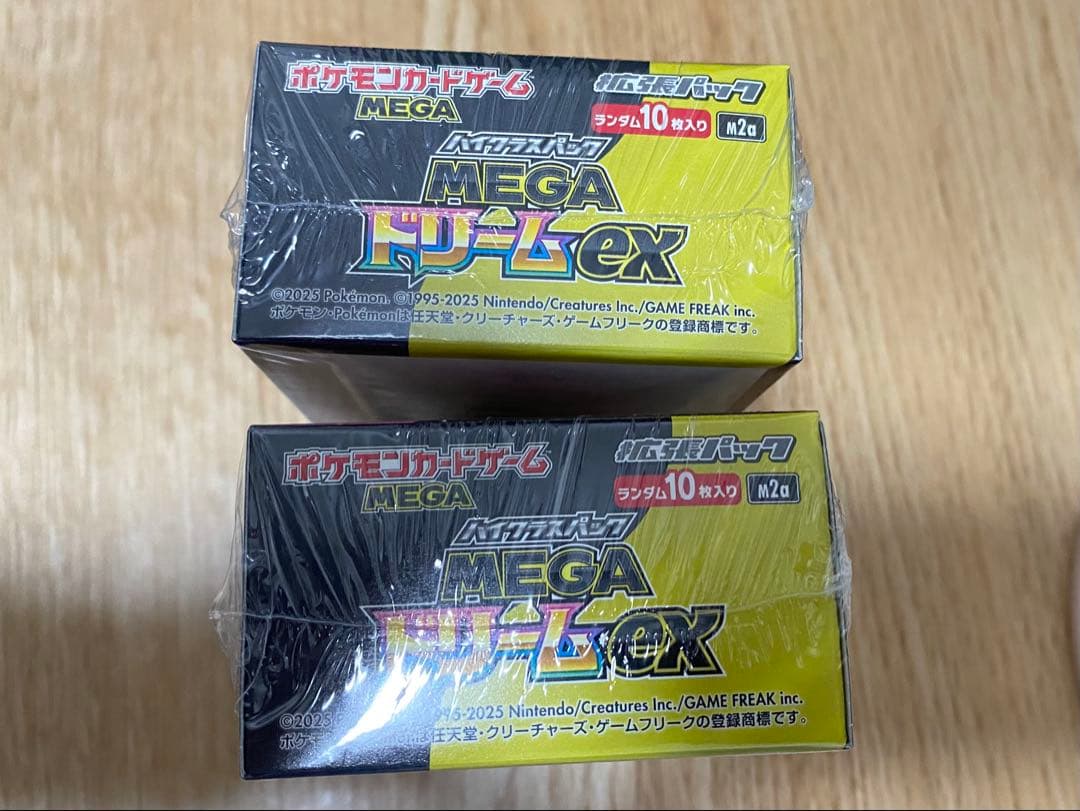 ポケモンカードゲーム
MEGA
拡張パック
ランダム10枚入り
M2a
ハイクラスパック
MEGA
ドリームex
©2025 Pokémon. ©1995-2025 Nintendo/Creatures Inc./GAME FREAK inc.
ポケモン・Pokémonは任天堂・クリーチャーズ・ゲームフリークの登録商標です。
ポケモンカードゲーム
MEGA
拡張パック
ランダム10枚入り
M2a
ハイクラスパック
MEGA
ドリームex
©2025 P 995-2025 Nintendo/Creatures Inc./GAME FREAK inc.
ポケモン は任天堂・クリーチャーズ・ゲームフリークの登録商標です。